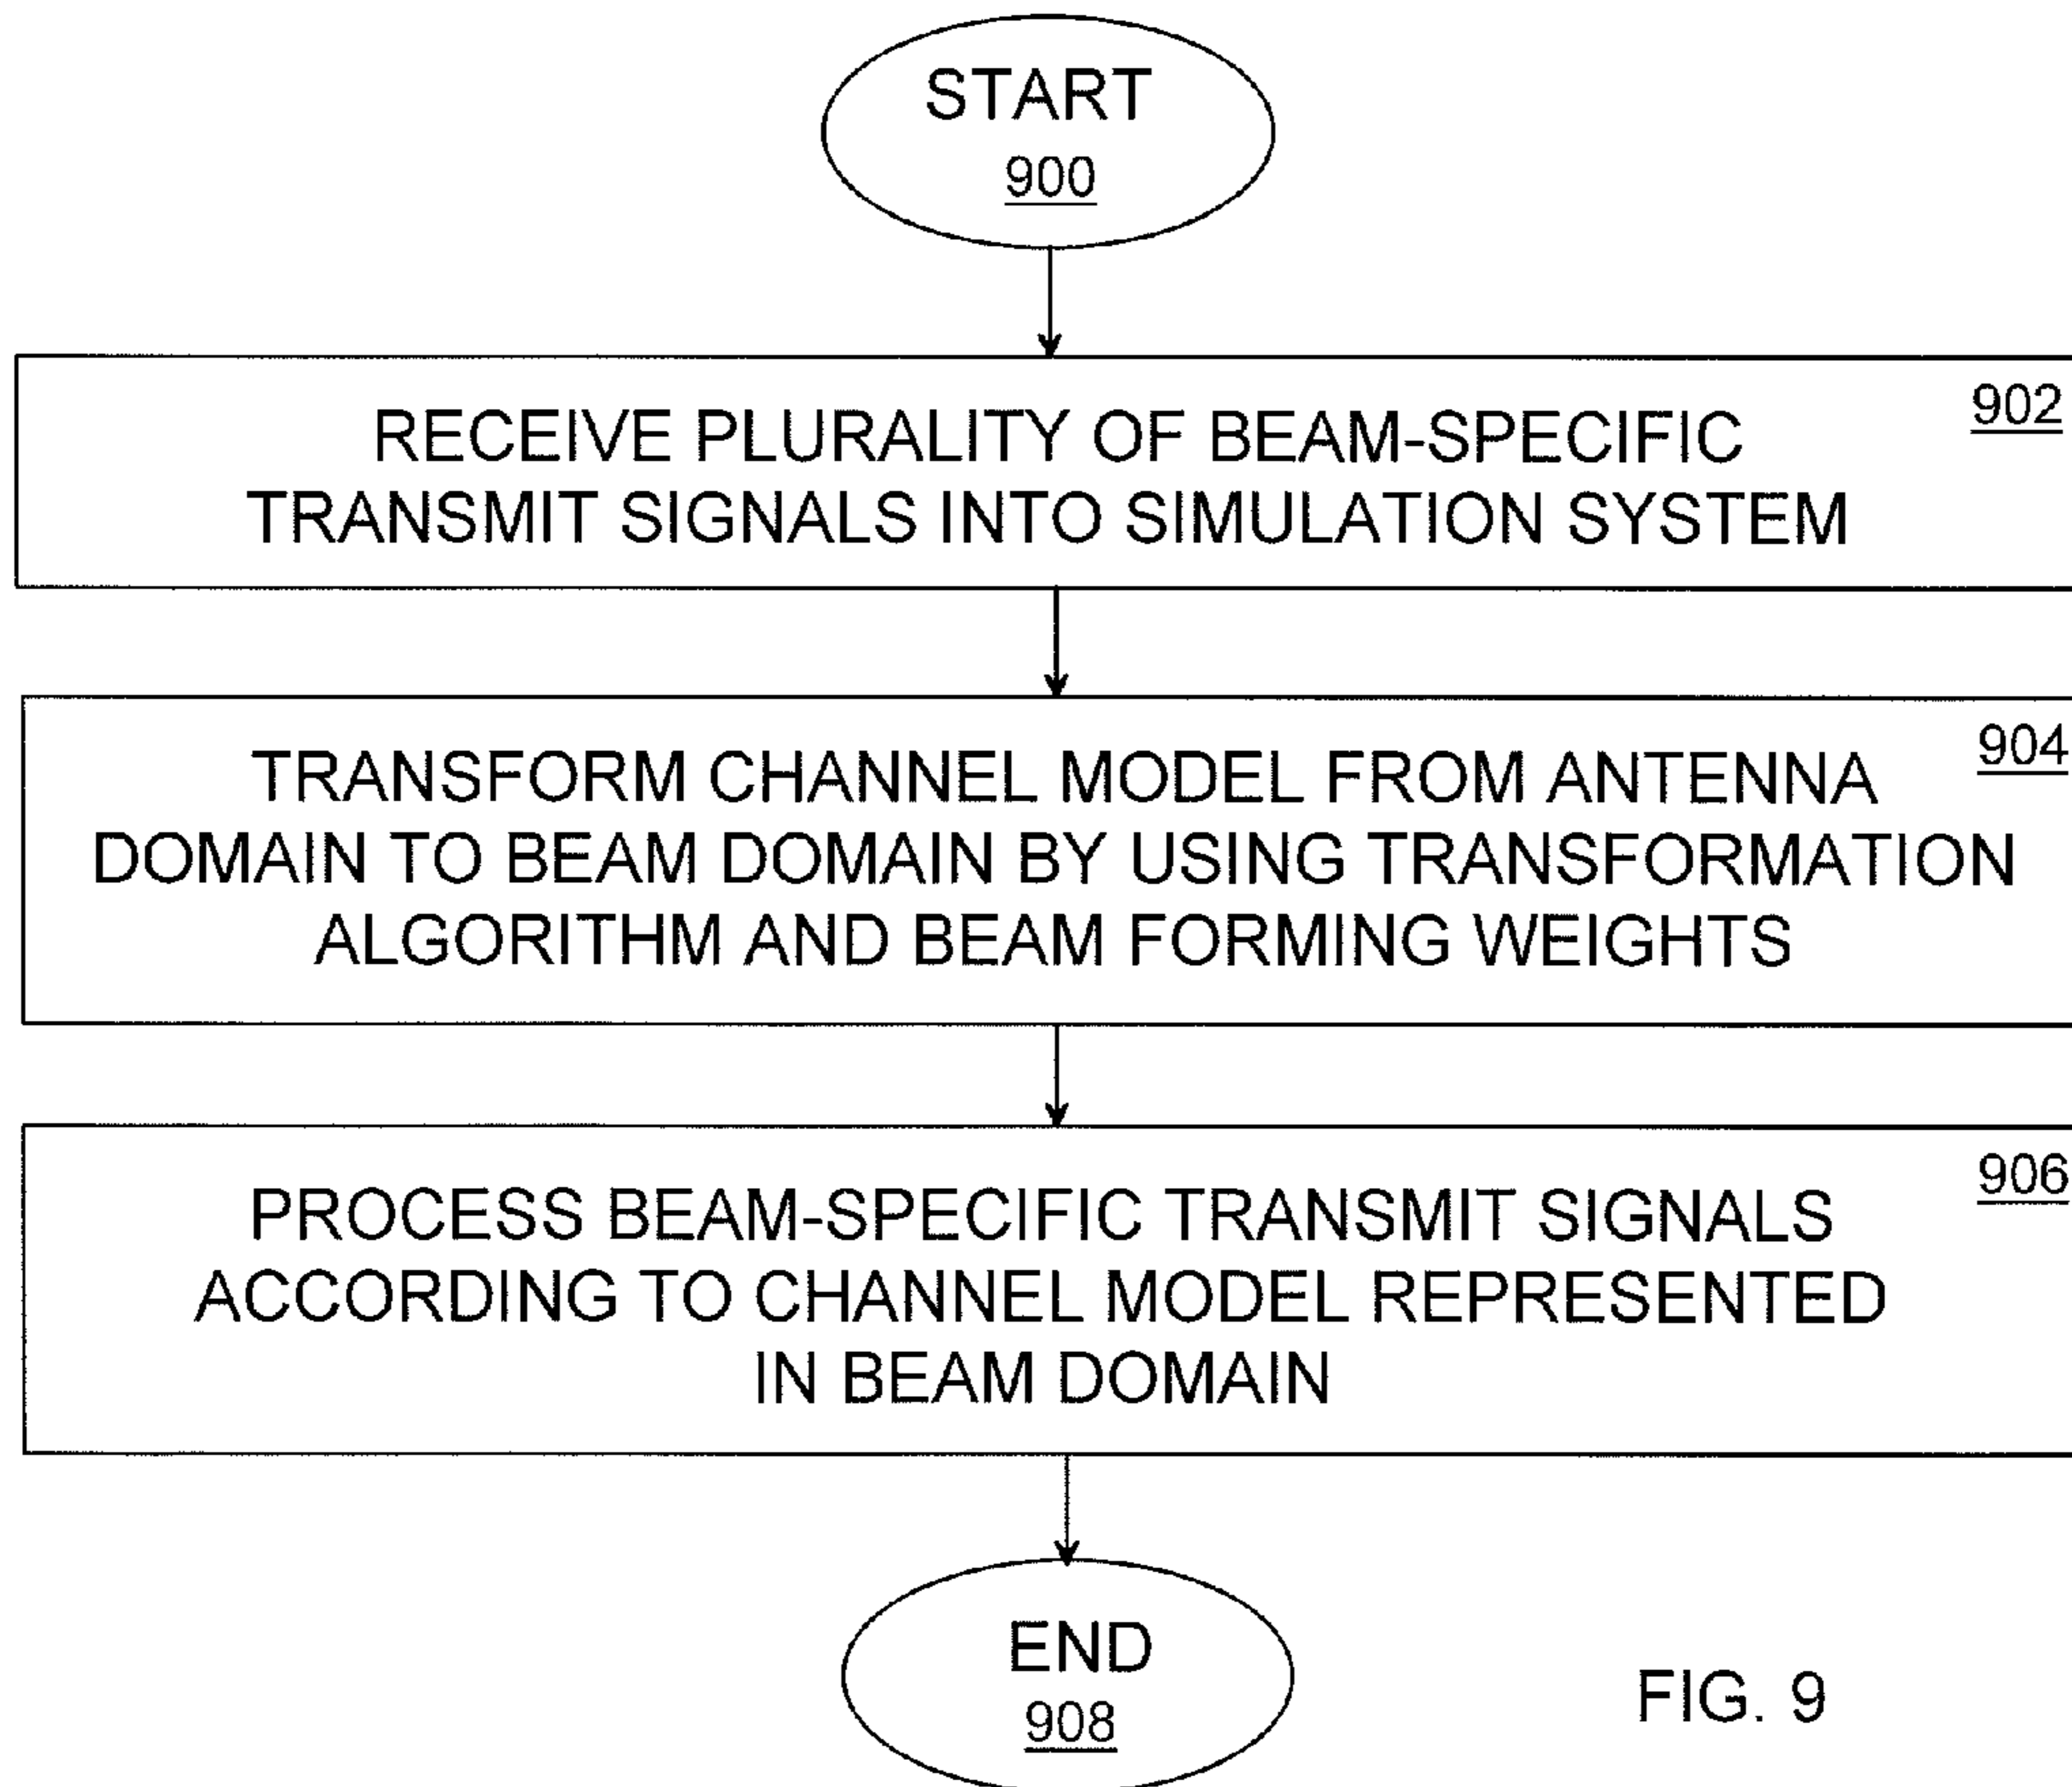 START
900
902
RECEIVE PLURALITY OF BEAM-SPECIFIC
TRANSMIT SIGNALS INTO SIMULATION SYSTEM
904
TRANSFORM CHANNEL MODEL FROM ANTENNA
DOMAIN TO BEAM DOMAIN BY USING TRANSFORMATION
ALGORITHM AND BEAM FORMING WEIGHTS
906
PROCESS BEAM-SPECIFIC TRANSMIT SIGNALS
ACCORDING TO CHANNEL MODEL REPRESENTED
IN BEAM DOMAIN
END
908
FIG. 9